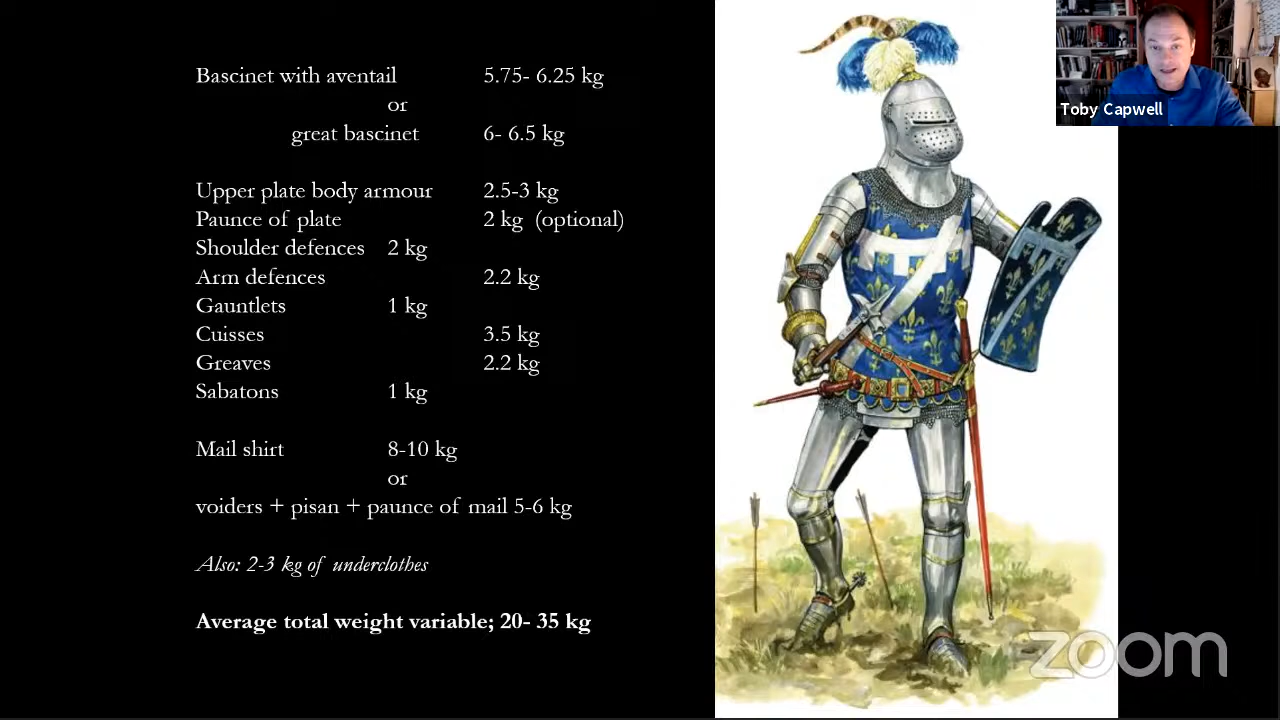 Toby Capwell
Bascinet with aventail 5.75- 6.25 kg
or
great bascinet 6- 6.5 kg
Upper plate body armour 2.5-3 kg
Paunce of plate 2 kg (optional)
Shoulder defences 2 kg
Arm defences 2.2 kg
Gauntlets 1 kg
Cuisses 3.5 kg
Greaves 2.2 kg
Sabatons 1 kg
Mail shirt 8-10 kg
or
voiders + pisan + paunce of mail 5-6 kg
Also: 2-3 kg of underclothes
Average total weight variable; 20- 35 kg
zoom